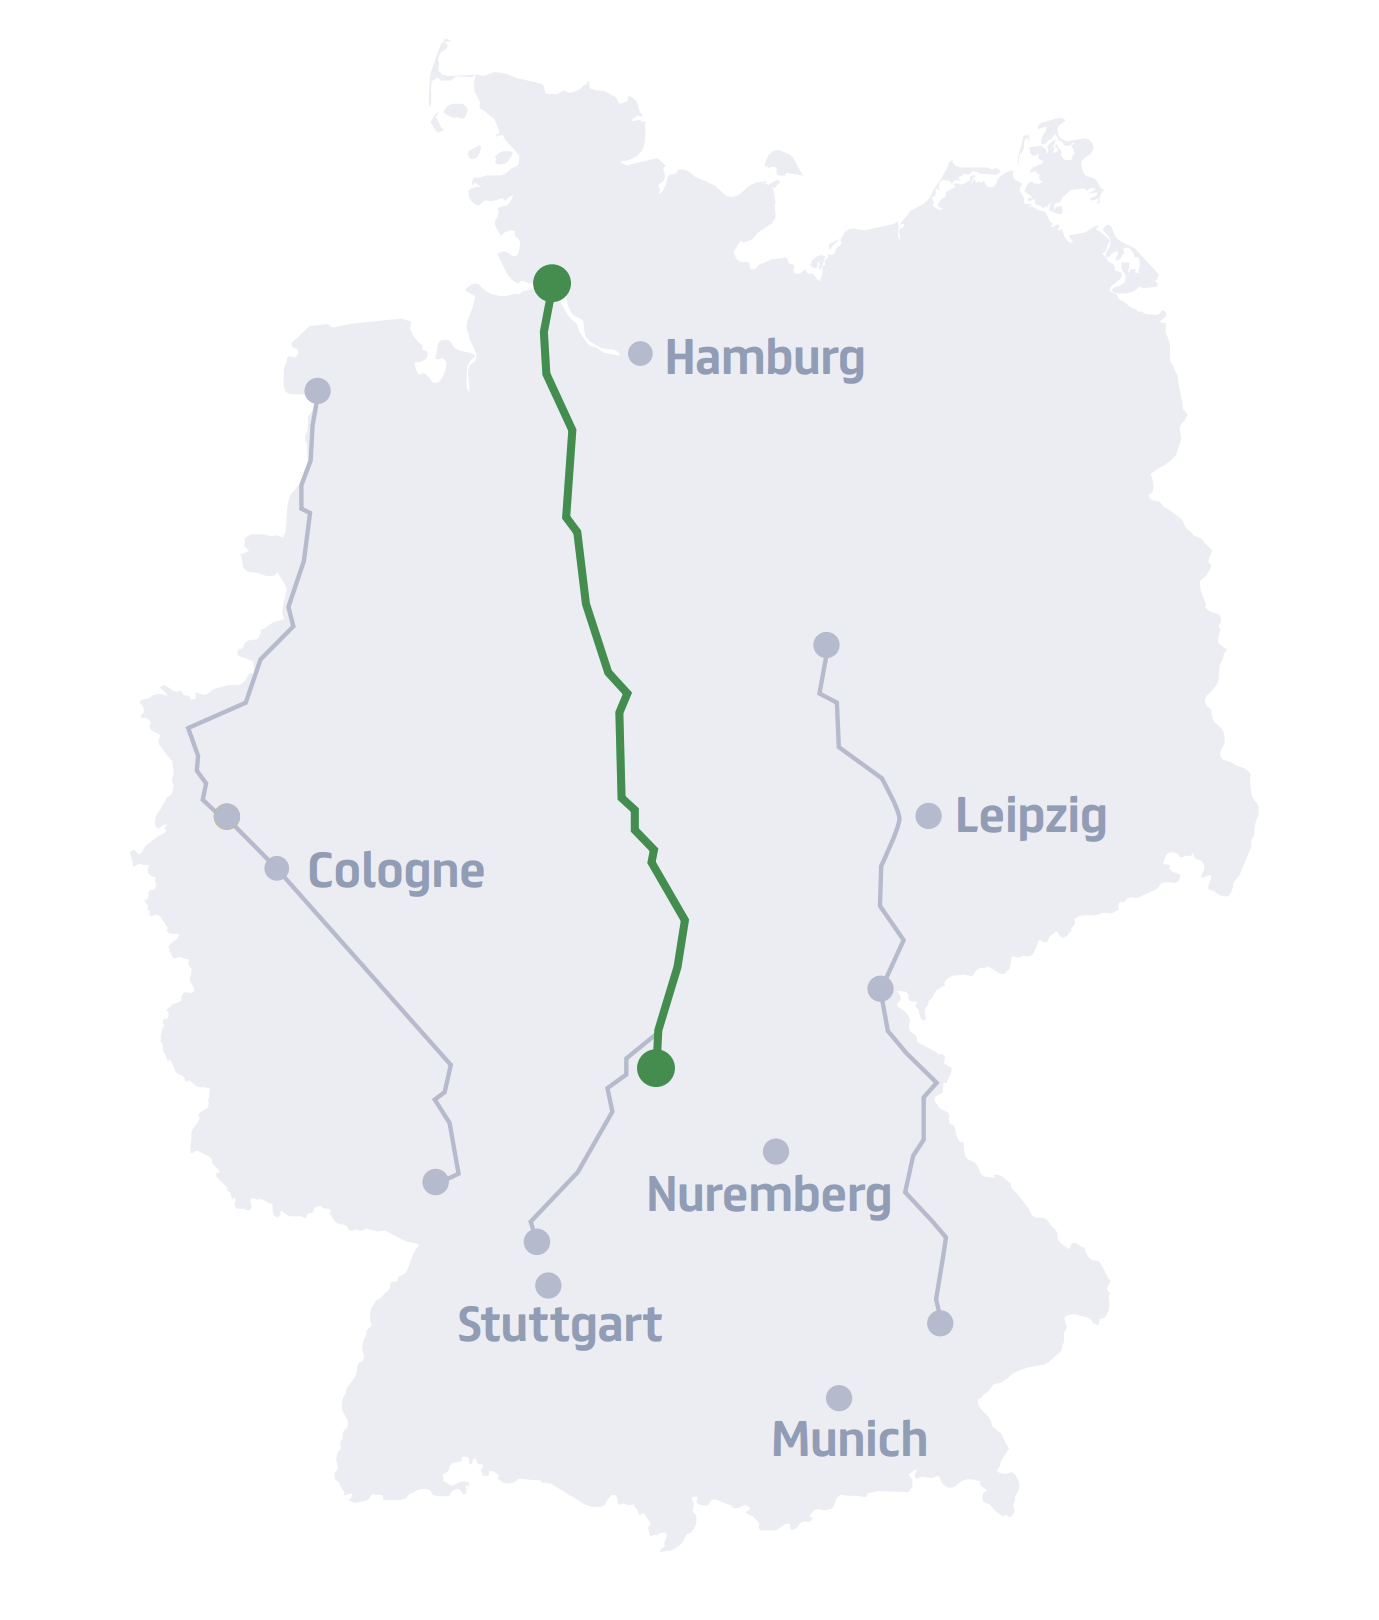 Hamburg
Leipzig
Cologne
Nuremberg
Stuttgart
Munich